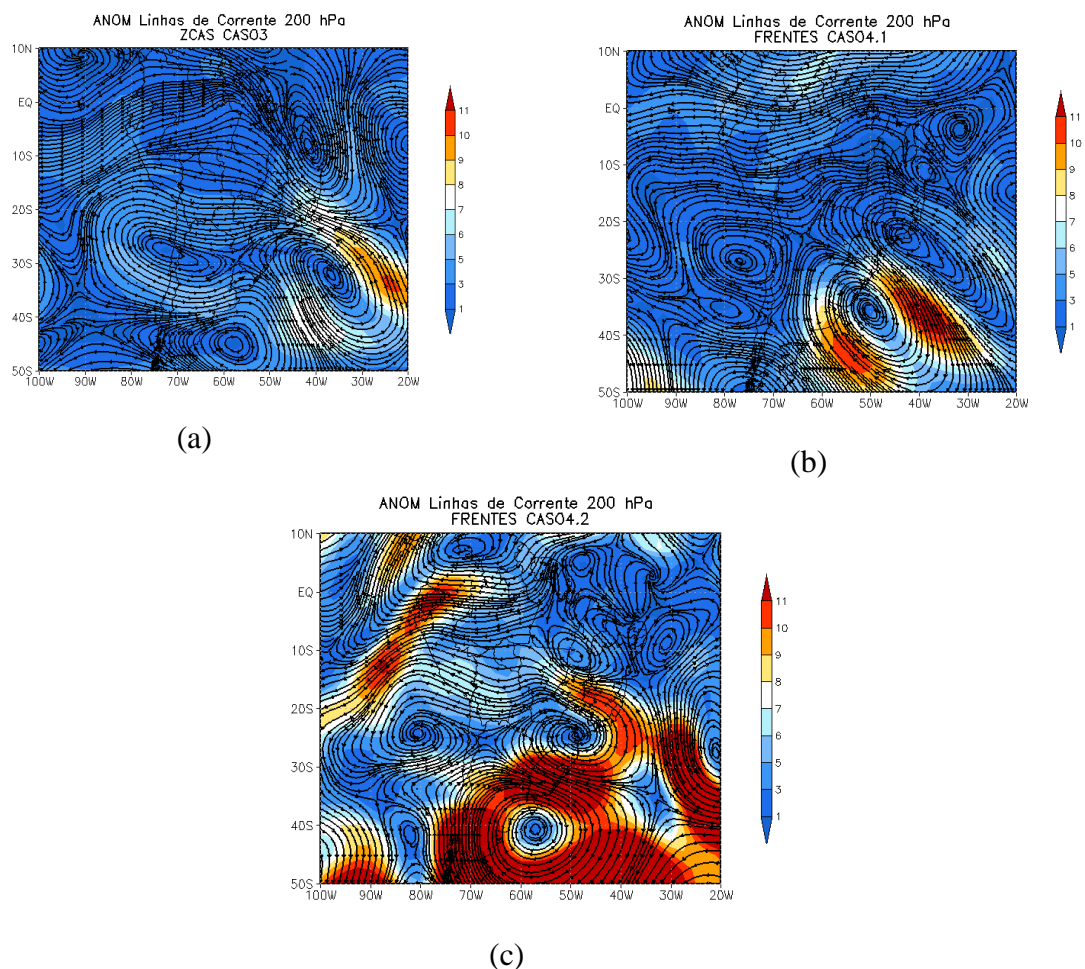 ANOM Linhas de Corrente 200 hPa
ZCAS CASO3
10N
EQ
10S
20S
30S
40S
50S
100W 90W 80W 70W 60W 50W 40W 30W 20W
11
10
9
8
7
6
5
3
1
(a)
ANOM Linhas de Corrente 200 hPa
FRENTES CASO4.1
10N
EQ
10S
20S
30S
40S
50S
100W 90W 80W 70W 60W 50W 40W 30W 20W
11
10
9
8
7
6
5
3
1
(b)
ANOM Linhas de Corrente 200 hPa
FRENTES CASO4.2
10N
EQ
10S
20S
30S
40S
50S
100W 90W 80W 70W 60W 50W 40W 30W 20W
11
10
9
8
7
6
5
3
1
(c)